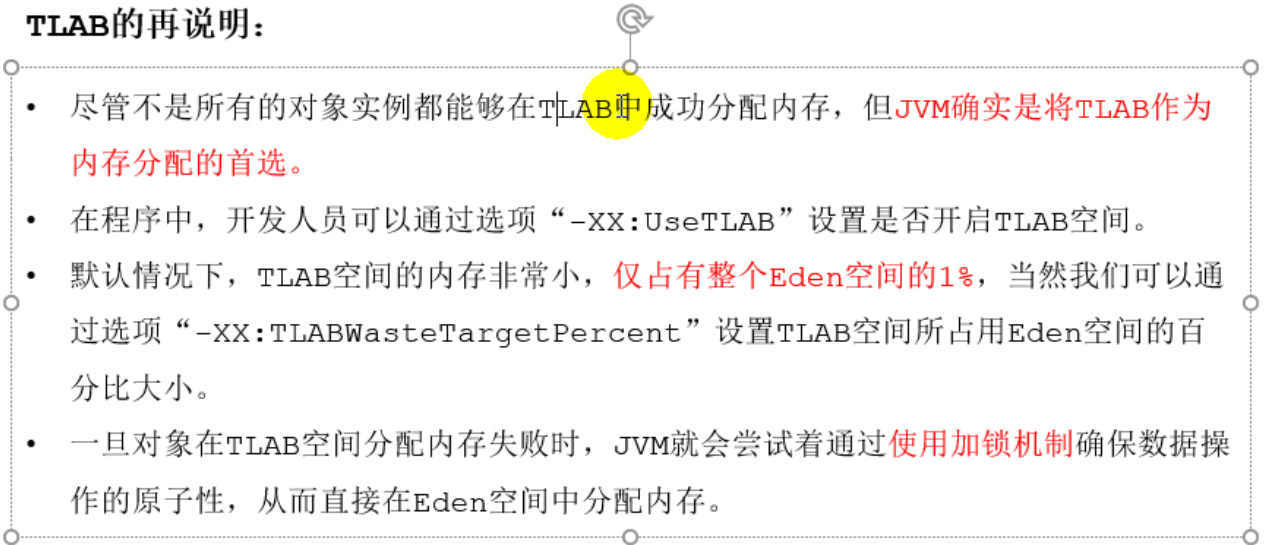 TLAB的再说明：
• 尽管不是所有的对象实例都能够在TLAB中成功分配内存，但JVM确实是将TLAB作为
内存分配的首选。
• 在程序中，开发人员可以通过选项“-XX:UseTLAB”设置是否开启TLAB空间。
• 默认情况下，TLAB空间的内存非常小，仅占有整个Eden空间的1%，当然我们可以通
过选项“-XX:TLABWasteTargetPercent”设置TLAB空间所占用Eden空间的百
分比大小。
• 一旦对象在TLAB空间分配内存失败时，JVM就会尝试着通过使用加锁机制确保数据操
作的原子性，从而直接在Eden空间中分配内存。